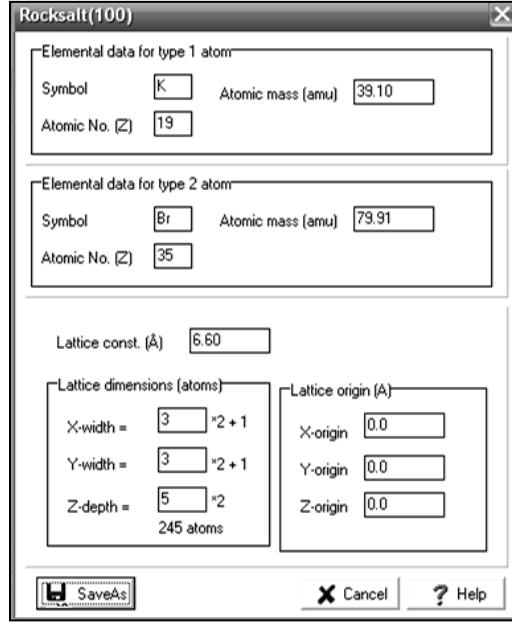 Rocksalt(100)
Elemental data for type 1 atom
Symbol K Atomic mass (amu) 39.10
Atomic No. (Z) 19
Elemental data for type 2 atom
Symbol Br Atomic mass (amu) 79.91
Atomic No. (Z) 35
Lattice const. (Å) 6.60
Lattice dimensions (atoms)
X-width = 3 *2 + 1
Y-width = 3 *2 + 1
Z-depth = 5 *2
245 atoms
Lattice origin (A)
X-origin 0.0
Y-origin 0.0
Z-origin 0.0
SaveAs Cancel ? Help